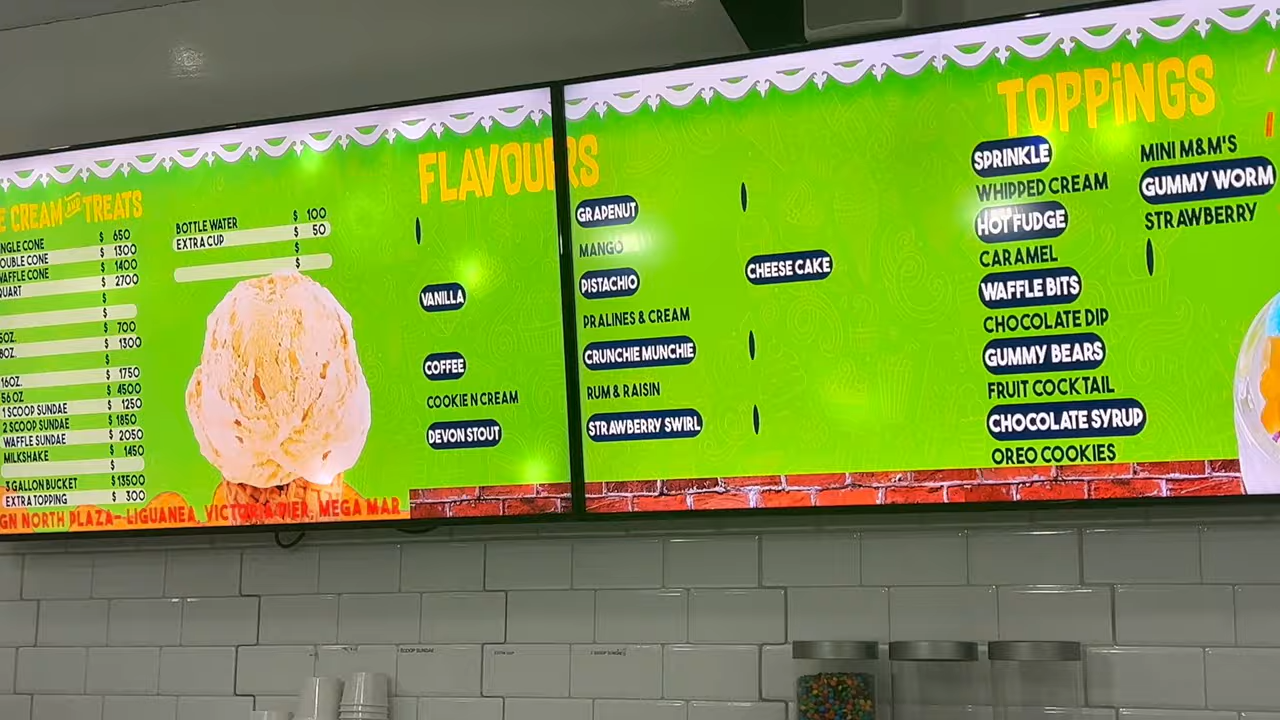 E CREAM AND TREATS
NGLE CONE $ 650
OUBLE CONE $ 1300
WAFFLE CONE $ 1400
QUART $ 2700
$
$
5OZ. $ 700
8OZ. $ 1300
$
16OZ. $ 1750
56 OZ $ 4500
1 SCOOP SUNDAE $ 1250
2 SCOOP SUNDAE $ 1850
WAFFLE SUNDAE $ 2050
MILKSHAKE $ 1450
$
3 GALLON BUCKET $ 13500
EXTRA TOPPING $ 300
BOTTLE WATER $ 100
EXTRA CUP $ 50
$
$
GN NORTH PLAZA- LIGUANEA, VICTORIA PIER, MEGA MAR
FLAVOURS
VANILLA
COFFEE
COOKIE N CREAM
DEVON STOUT
GRAPENUT
MANGO
PISTACHIO
PRALINES & CREAM
CRUNCHIE MUNCHIE
RUM & RAISIN
STRAWBERRY SWIRL
CHEESE CAKE
TOPPINGS
SPRINKLE
WHIPPED CREAM
HOT FUDGE
CARAMEL
WAFFLE BITS
CHOCOLATE DIP
GUMMY BEARS
FRUIT COCKTAIL
CHOCOLATE SYRUP
OREO COOKIES
MINI M&M'S
GUMMY WORM
STRAWBERRY